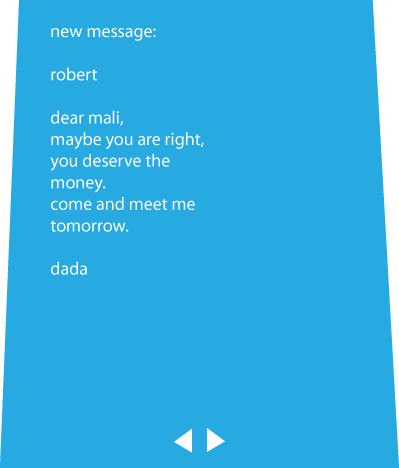 new message:
robert
dear mali,
maybe you are right,
you deserve the
money.
come and meet me
tomorrow.
dada